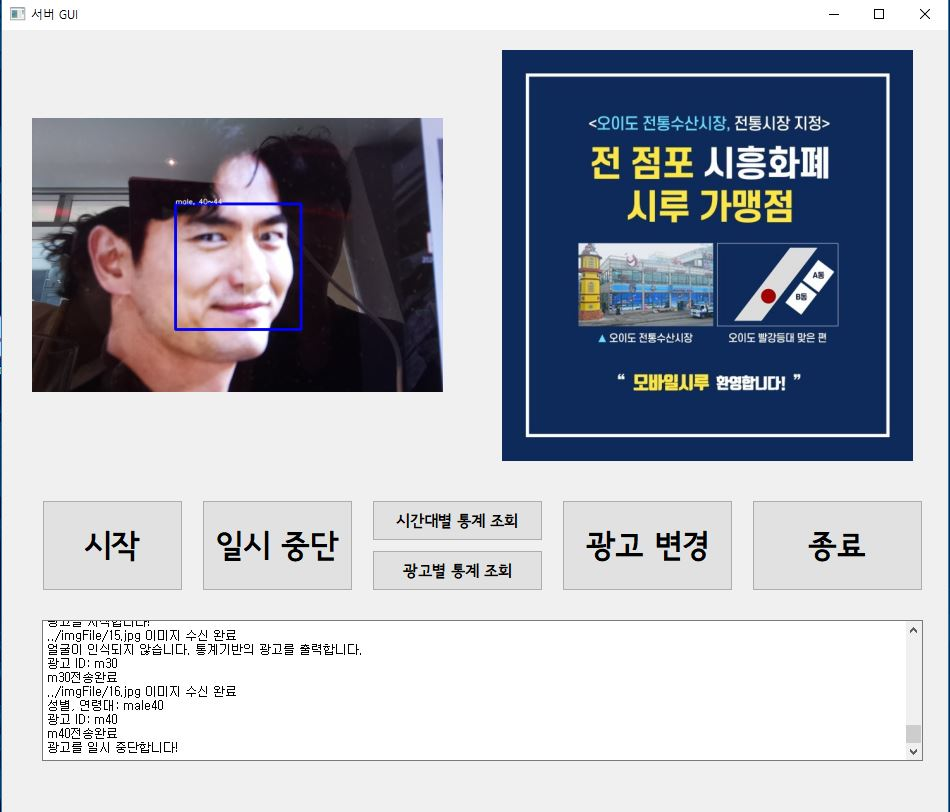 서버 GUI
male, 40~44
<오이도 전통수산시장, 전통시장 지정>
전 점포 시흥화폐
시루 가맹점
A동
B동
▲ 오이도 전통수산시장
오이도 빨강등대 맞은 편
“ 모바일시루 환영합니다! ”
시작
일시 중단
시간대별 통계 조회
광고별 통계 조회
광고 변경
종료
광고를 시작합니다!
../imgFile/15.jpg 이미지 수신 완료
얼굴이 인식되지 않습니다. 통계기반의 광고를 출력합니다.
광고 ID: m30
m30전송완료
../imgFile/16.jpg 이미지 수신 완료
성별, 연령대: male40
광고 ID: m40
m40전송완료
광고를 일시 중단합니다!